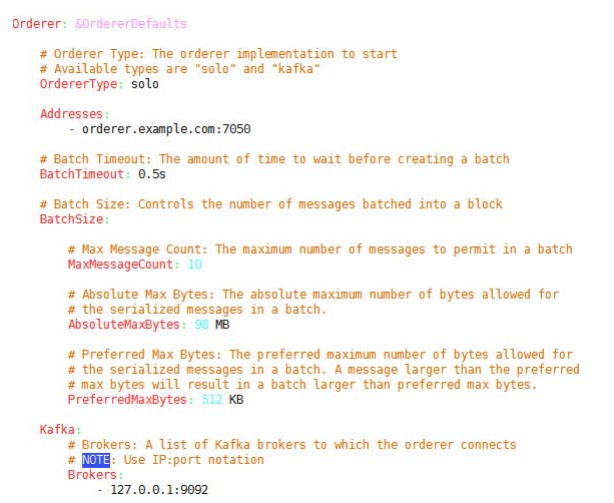 Orderer: &OrdererDefaults
# Orderer Type: The orderer implementation to start
# Available types are "solo" and "kafka"
OrdererType: solo
Addresses:
- orderer.example.com:7050
# Batch Timeout: The amount of time to wait before creating a batch
BatchTimeout: 0.5s
# Batch Size: Controls the number of messages batched into a block
BatchSize:
# Max Message Count: The maximum number of messages to permit in a batch
MaxMessageCount: 10
# Absolute Max Bytes: The absolute maximum number of bytes allowed for
# the serialized messages in a batch.
AbsoluteMaxBytes: 98 MB
# Preferred Max Bytes: The preferred maximum number of bytes allowed for
# the serialized messages in a batch. A message larger than the preferred
# max bytes will result in a batch larger than preferred max bytes.
PreferredMaxBytes: 512 KB
Kafka:
# Brokers: A list of Kafka brokers to which the orderer connects
# NOTE: Use IP:port notation
Brokers:
- 127.0.0.1:9092